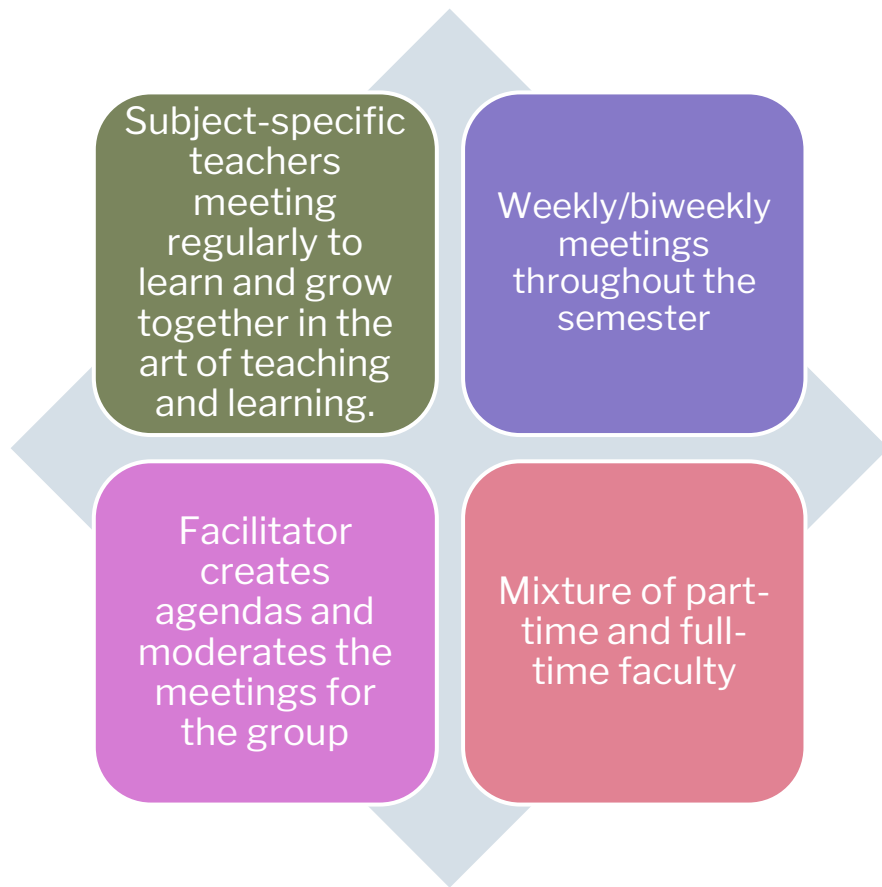 Subject-specific
teachers
meeting
regularly to
learn and grow
together in the
art of teaching
and learning.
Weekly/biweekly
meetings
throughout the
semester
Facilitator
creates
agendas and
moderates the
meetings for
the group
Mixture of part-
time and full-
time faculty